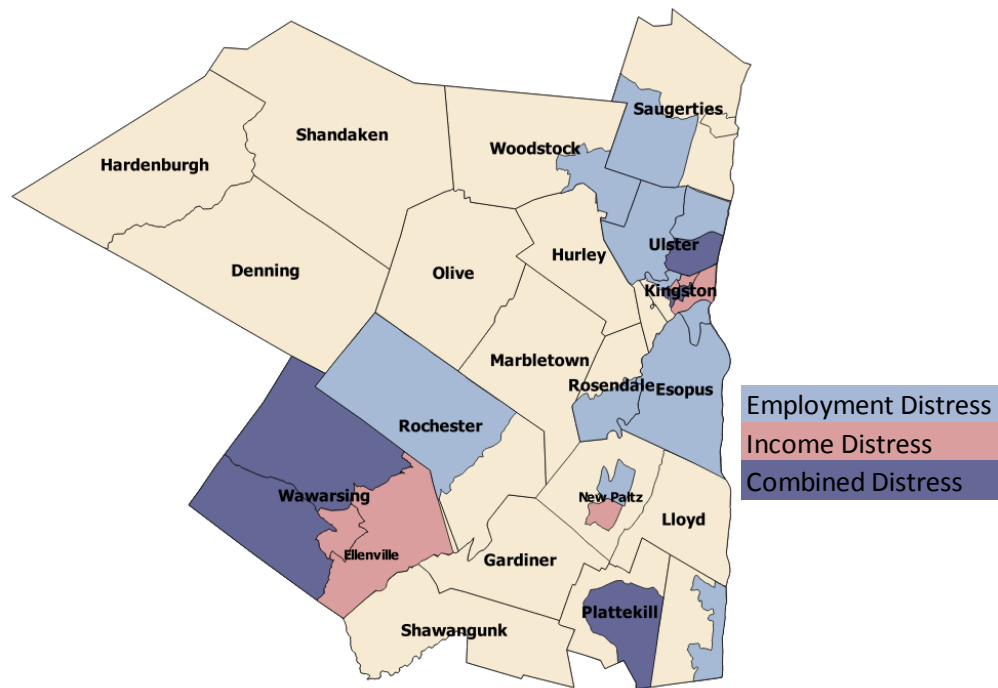 Saugerties
Shandaken
Woodstock
Hardenburgh
Ulster
Hurley
Denning
Olive
Kingston
Marbletown
Rosendale
Esopus
Employment Distress
Rochester
Income Distress
Combined Distress
Wawarsing
New Paltz
Lloyd
Ellenville
Gardiner
Plattekill
Shawangunk